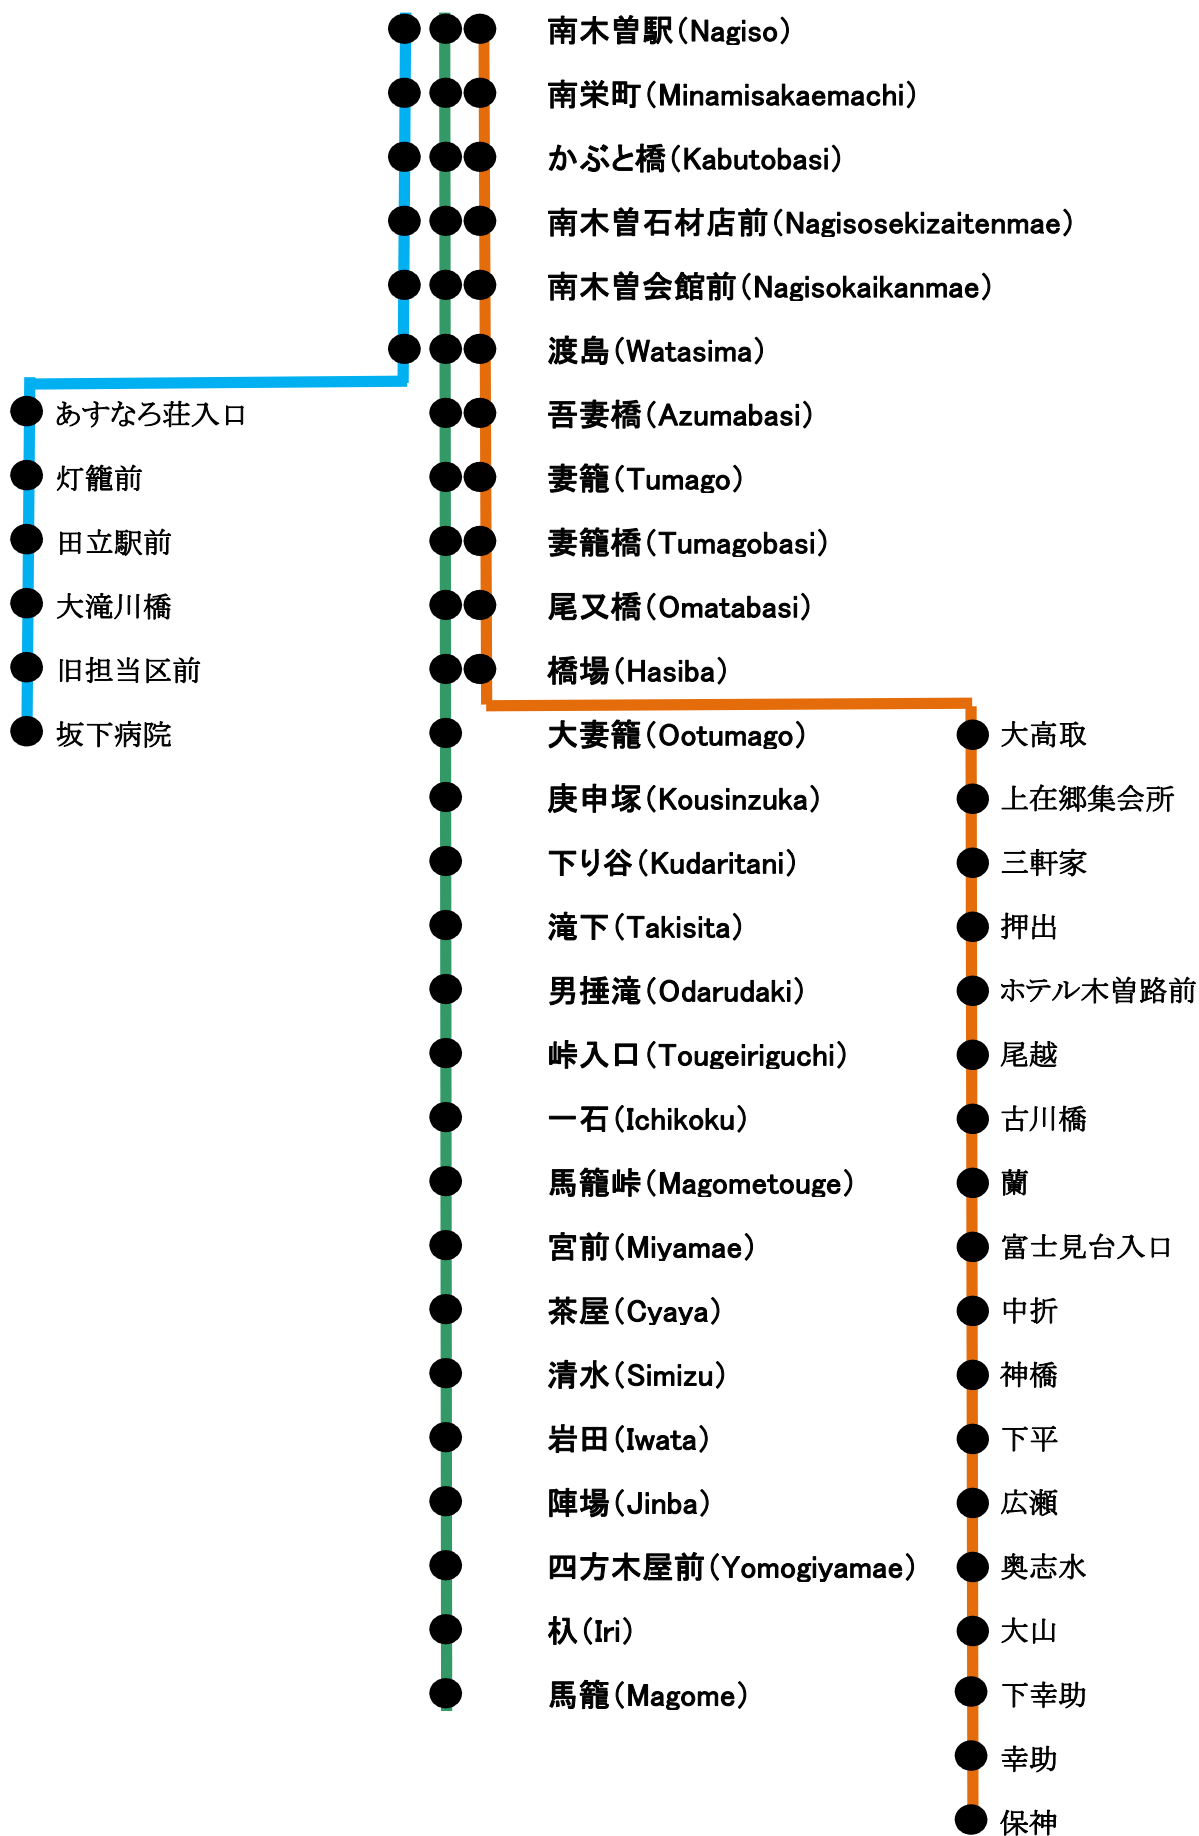 南木曽駅（Nagiso）
南栄町（Minamisakaemachi）
かぶと橋（Kabutobasi）
南木曽石材店前（Nagisosekizaitenmae）
南木曽会館前（Nagisokaikanmae）
渡島（Watasima）
吾妻橋（Azumabasi）
妻籠（Tumago）
妻籠橋（Tumagobasi）
尾又橋（Omatabasi）
橋場（Hasiba）
大妻籠（Ootumago）
庚申塚（Kousinzuka）
下り谷（Kudaritani）
滝下（Takisita）
男埵滝（Odarudaki）
峠入口（Tougeiriguchi）
一石（Ichikoku）
馬籠峠（Magometouge）
宮前（Miyamae）
茶屋（Cyaya）
清水（Simizu）
岩田（Iwata）
陣場（Jinba）
四方木屋前（Yomogiyamae）
杁（Iri）
馬籠（Magome）
あすなろ荘入口
灯籠前
田立駅前
大滝川橋
旧担当区前
坂下病院
大高取
上在郷集会所
三軒家
押出
ホテル木曽路前
尾越
古川橋
蘭
富士見台入口
中折
神橋
下平
広瀬
奥志水
大山
下幸助
幸助
保神